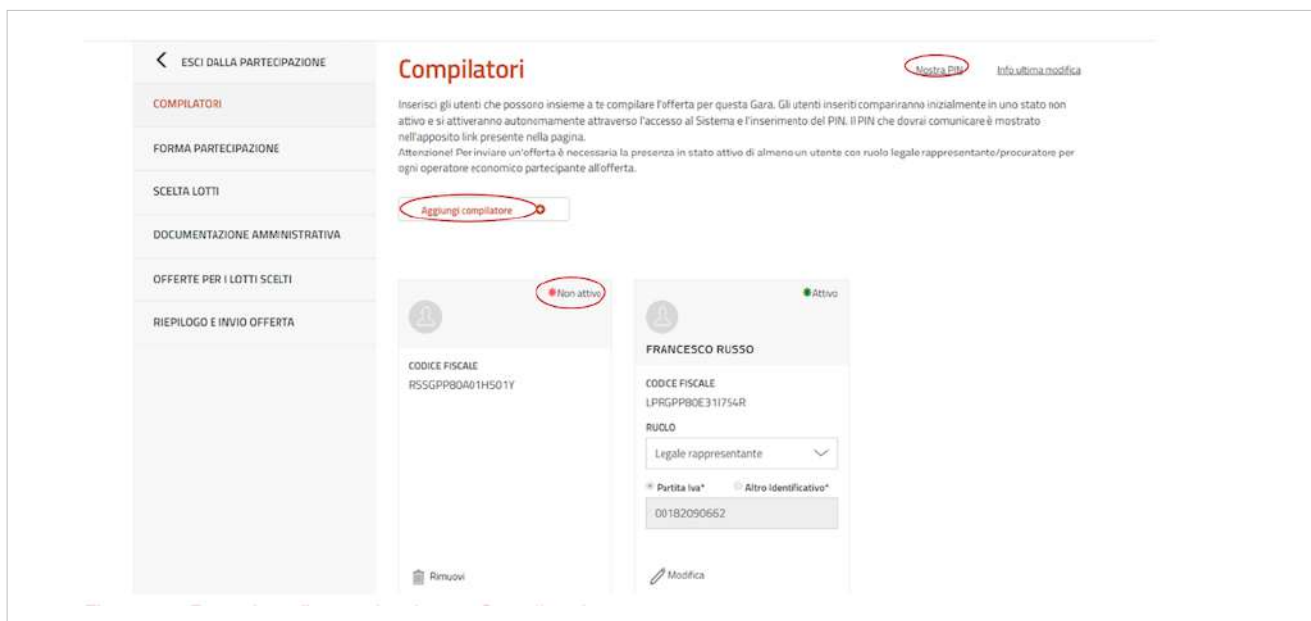 ESCI DALLA PARTECIPAZIONE
COMPILATORI
FORMA PARTECIPAZIONE
SCELTA LOTTI
DOCUMENTAZIONE AMMINISTRATIVA
OFFERTE PER I LOTTI SCELTI
RIEPILOGO E INVIO OFFERTA
Compilatori
Mostra PIN
Info ultima modifica
Inserisci gli utenti che possono insieme a te compilare l'offerta per questa Gara. Gli utenti inseriti compariranno inizialmente in uno stato non
attivo e si attiveranno autonomamente attraverso l'accesso al Sistema e l'inserimento del PIN. Il PIN che dovrai comunicare è mostrato
nell'apposito link presente nella pagina.
Attenzione! Per inviare un'offerta è necessaria la presenza in stato attivo di almeno un utente con ruolo legale rappresentante/procuratore per
ogni operatore economico partecipante all'offerta.
Aggiungi compilatore
Non attivo
CODICE FISCALE
RSSGPP80A01H501Y
Rimuovi
Attivo
FRANCESCO RUSSO
CODICE FISCALE
LPRGPP80E31I754R
RUOLO
Legale rappresentante
Partita Iva* Altro Identificativo*
00182090662
Modifica